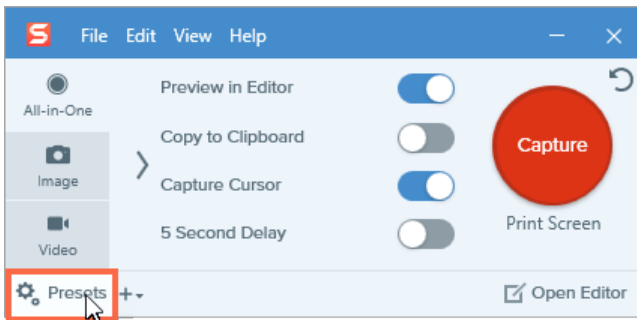 S File Edit View Help
All-in-One
Image
Video
Preview in Editor
Copy to Clipboard
Capture Cursor
5 Second Delay
Capture
Print Screen
Presets
Open Editor